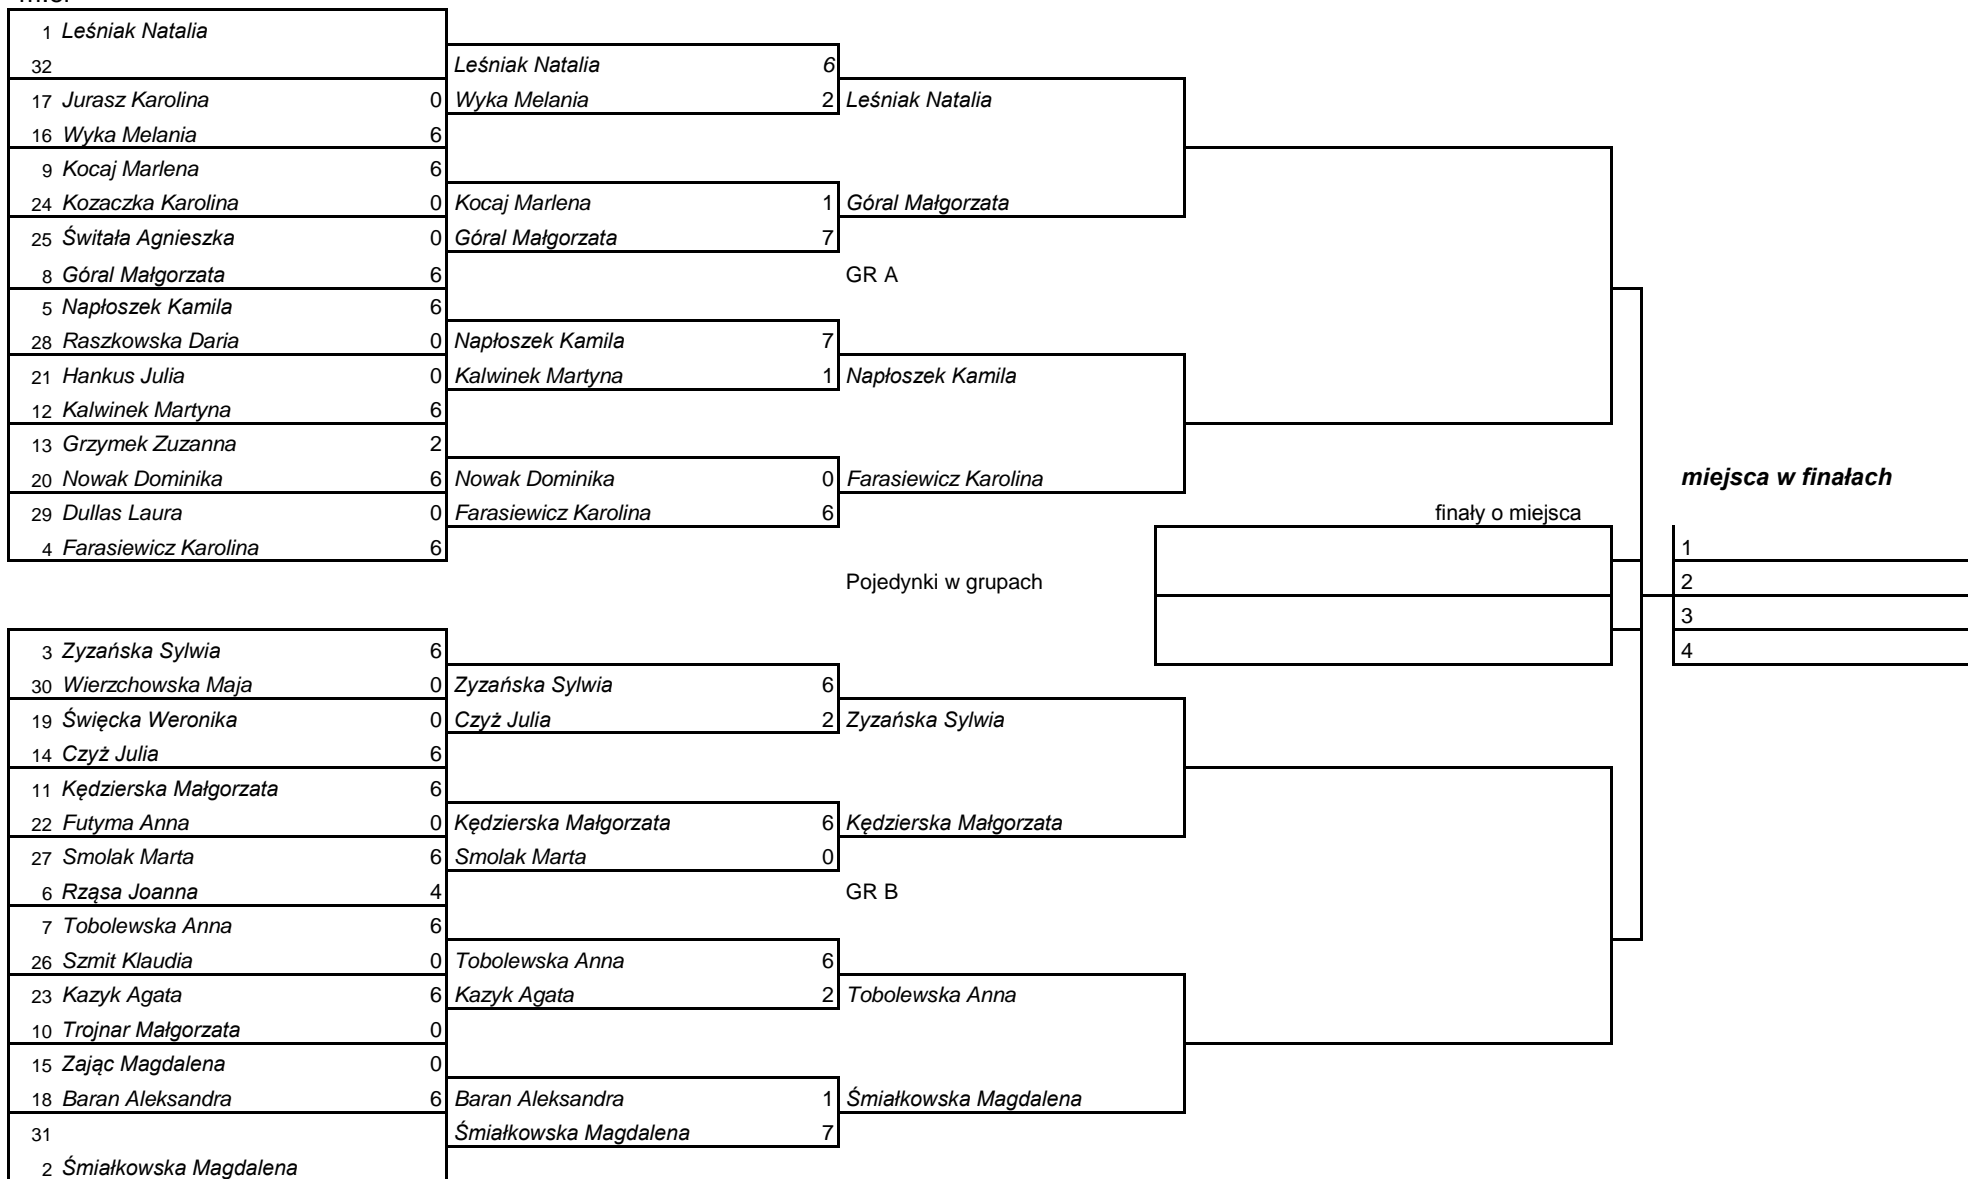 1 Leśniak Natalia
32 Leśniak Natalia 6
17 Jurasz Karolina 0 Wyka Melania 2 Leśniak Natalia
16 Wyka Melania 6
9 Kocaj Marlena 6
24 Kozaczka Karolina 0 Kocaj Marlena 1 Góral Małgorzata
25 Świtała Agnieszka 0 Góral Małgorzata 7
8 Góral Małgorzata 6 GR A
5 Napłoszek Kamila 6
28 Raszkowska Daria 0 Napłoszek Kamila 7
21 Hankus Julia 0 Kalwinek Martyna 1 Napłoszek Kamila
12 Kalwinek Martyna 6
13 Grzymek Zuzanna 2
20 Nowak Dominika 6 Nowak Dominika 0 Farasiewicz Karolina miejsca w finałach
29 Dullas Laura 0 Farasiewicz Karolina 6 finały o miejsca
4 Farasiewicz Karolina 6 1
Pojedynki w grupach 2
3
3 Zyzańska Sylwia 6 4
30 Wierzchowska Maja 0 Zyzańska Sylwia 6
19 Święcka Weronika 0 Czyż Julia 2 Zyzańska Sylwia
14 Czyż Julia 6
11 Kędzierska Małgorzata 6
22 Futyma Anna 0 Kędzierska Małgorzata 6 Kędzierska Małgorzata
27 Smolak Marta 6 Smolak Marta 0
6 Rząsa Joanna 4 GR B
7 Tobolewska Anna 6
26 Szmit Klaudia 0 Tobolewska Anna 6
23 Kazyk Agata 6 Kazyk Agata 2 Tobolewska Anna
10 Trojnar Małgorzata 0
15 Zając Magdalena 0
18 Baran Aleksandra 6 Baran Aleksandra 1 Śmiałkowska Magdalena
31 Śmiałkowska Magdalena 7
2 Śmiałkowska Magdalena